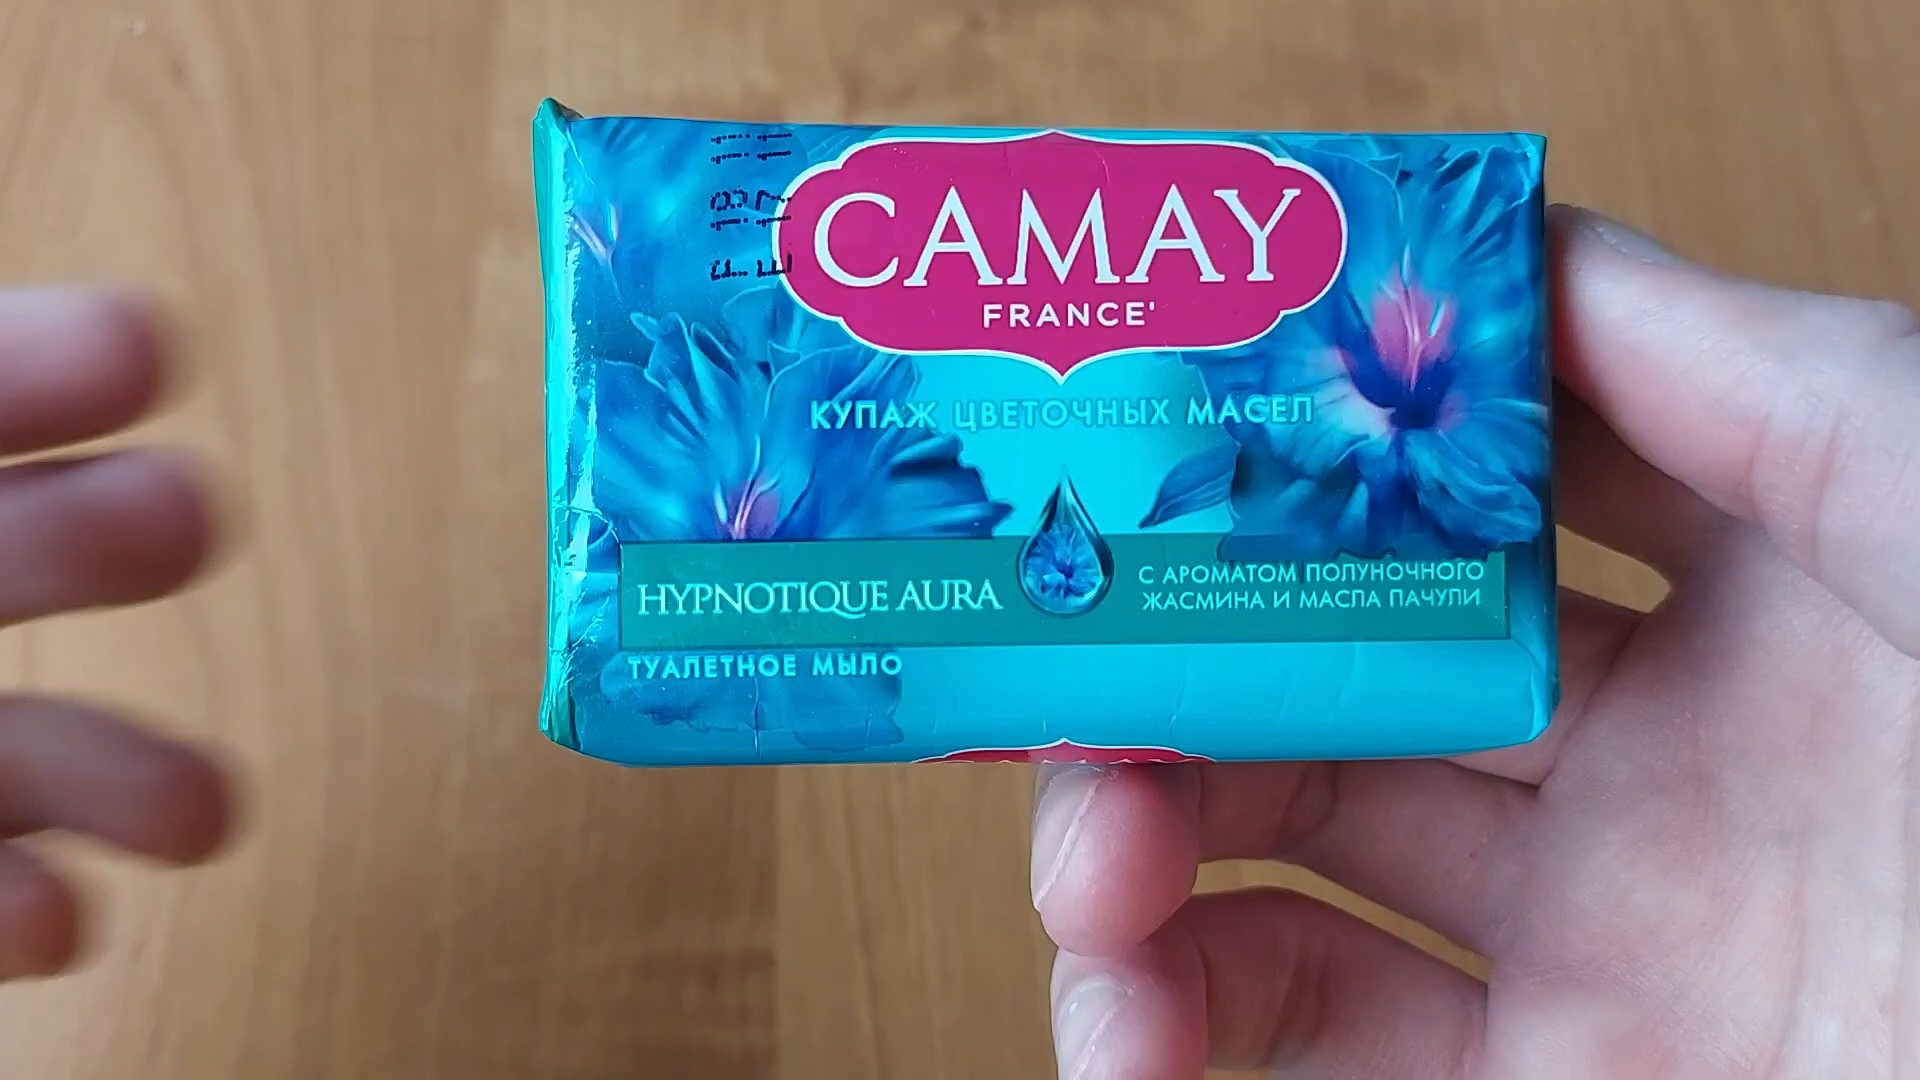 CAMAY
FRANCE'
КУПАЖ ЦВЕТОЧНЫХ МАСЕЛ
HYPNOTIQUE AURA
С АРОМАТОМ ПОЛУНОЧНОГО
ЖАСМИНА И МАСЛА ПАЧУЛИ
ТУАЛЕТНОЕ МЫЛО